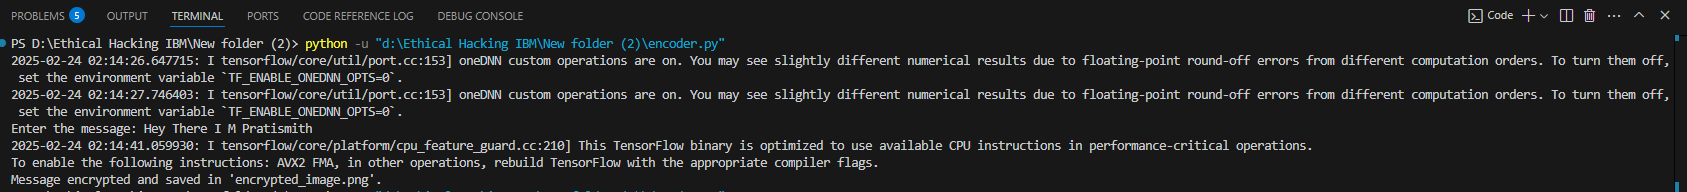 PROBLEMS 5 OUTPUT TERMINAL PORTS CODE REFERENCE LOG DEBUG CONSOLE Code
PS D:\Ethical Hacking IBM\New folder (2)> python -u "d:\Ethical Hacking IBM\New folder (2)\encoder.py"
2025-02-24 02:14:26.647715: I tensorflow/core/util/port.cc:153] oneDNN custom operations are on. You may see slightly different numerical results due to floating-point round-off errors from different computation orders. To turn them off,
set the environment variable `TF_ENABLE_ONEDNN_OPTS=0`.
2025-02-24 02:14:27.746403: I tensorflow/core/util/port.cc:153] oneDNN custom operations are on. You may see slightly different numerical results due to floating-point round-off errors from different computation orders. To turn them off,
set the environment variable `TF_ENABLE_ONEDNN_OPTS=0`.
Enter the message: Hey There I M Pratismith
2025-02-24 02:14:41.059930: I tensorflow/core/platform/cpu_feature_guard.cc:210] This TensorFlow binary is optimized to use available CPU instructions in performance-critical operations.
To enable the following instructions: AVX2 FMA, in other operations, rebuild TensorFlow with the appropriate compiler flags.
Message encrypted and saved in 'encrypted_image.png'.